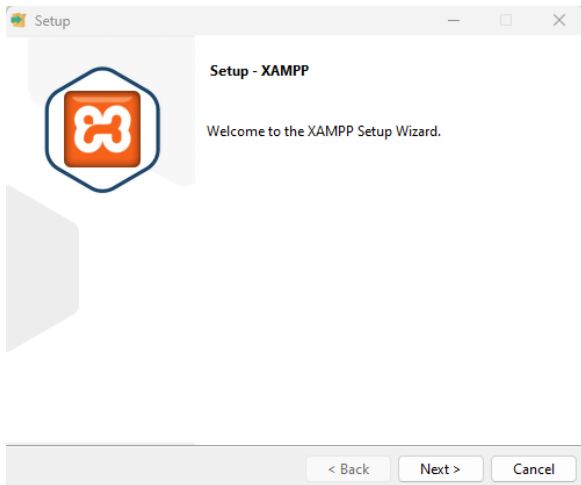 Setup
Setup - XAMPP
Welcome to the XAMPP Setup Wizard.
< Back
Next >
Cancel